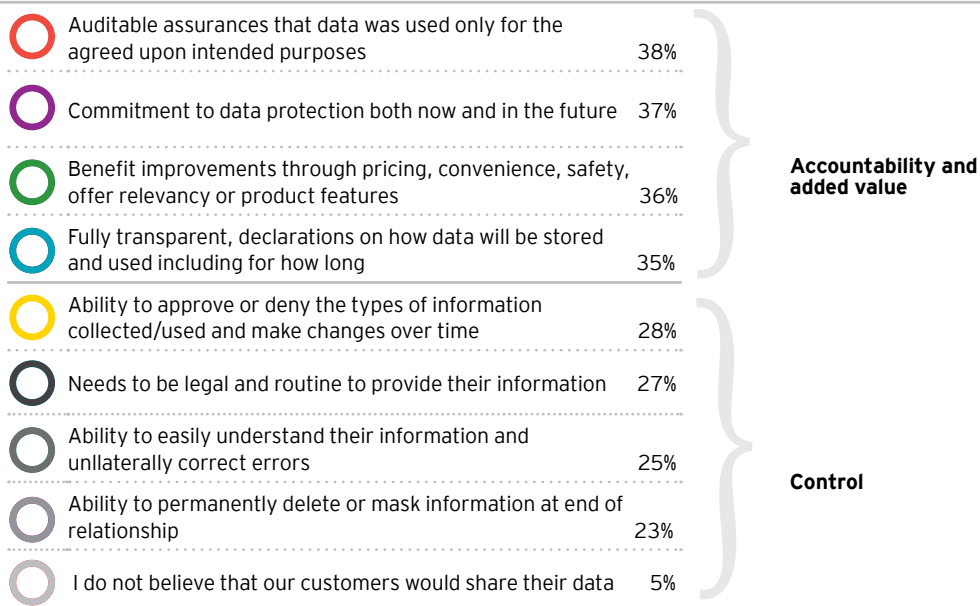 Auditable assurances that data was used only for the
agreed upon intended purposes 38%
Commitment to data protection both now and in the future 37%
Benefit improvements through pricing, convenience, safety,
offer relevancy or product features 36%
Fully transparent, declarations on how data will be stored
and used including for how long 35%
Accountability and
added value
Ability to approve or deny the types of information
collected/used and make changes over time 28%
Needs to be legal and routine to provide their information 27%
Ability to easily understand their information and
unllaterally correct errors 25%
Ability to permanently delete or mask information at end of
relationship 23%
I do not believe that our customers would share their data 5%
Control